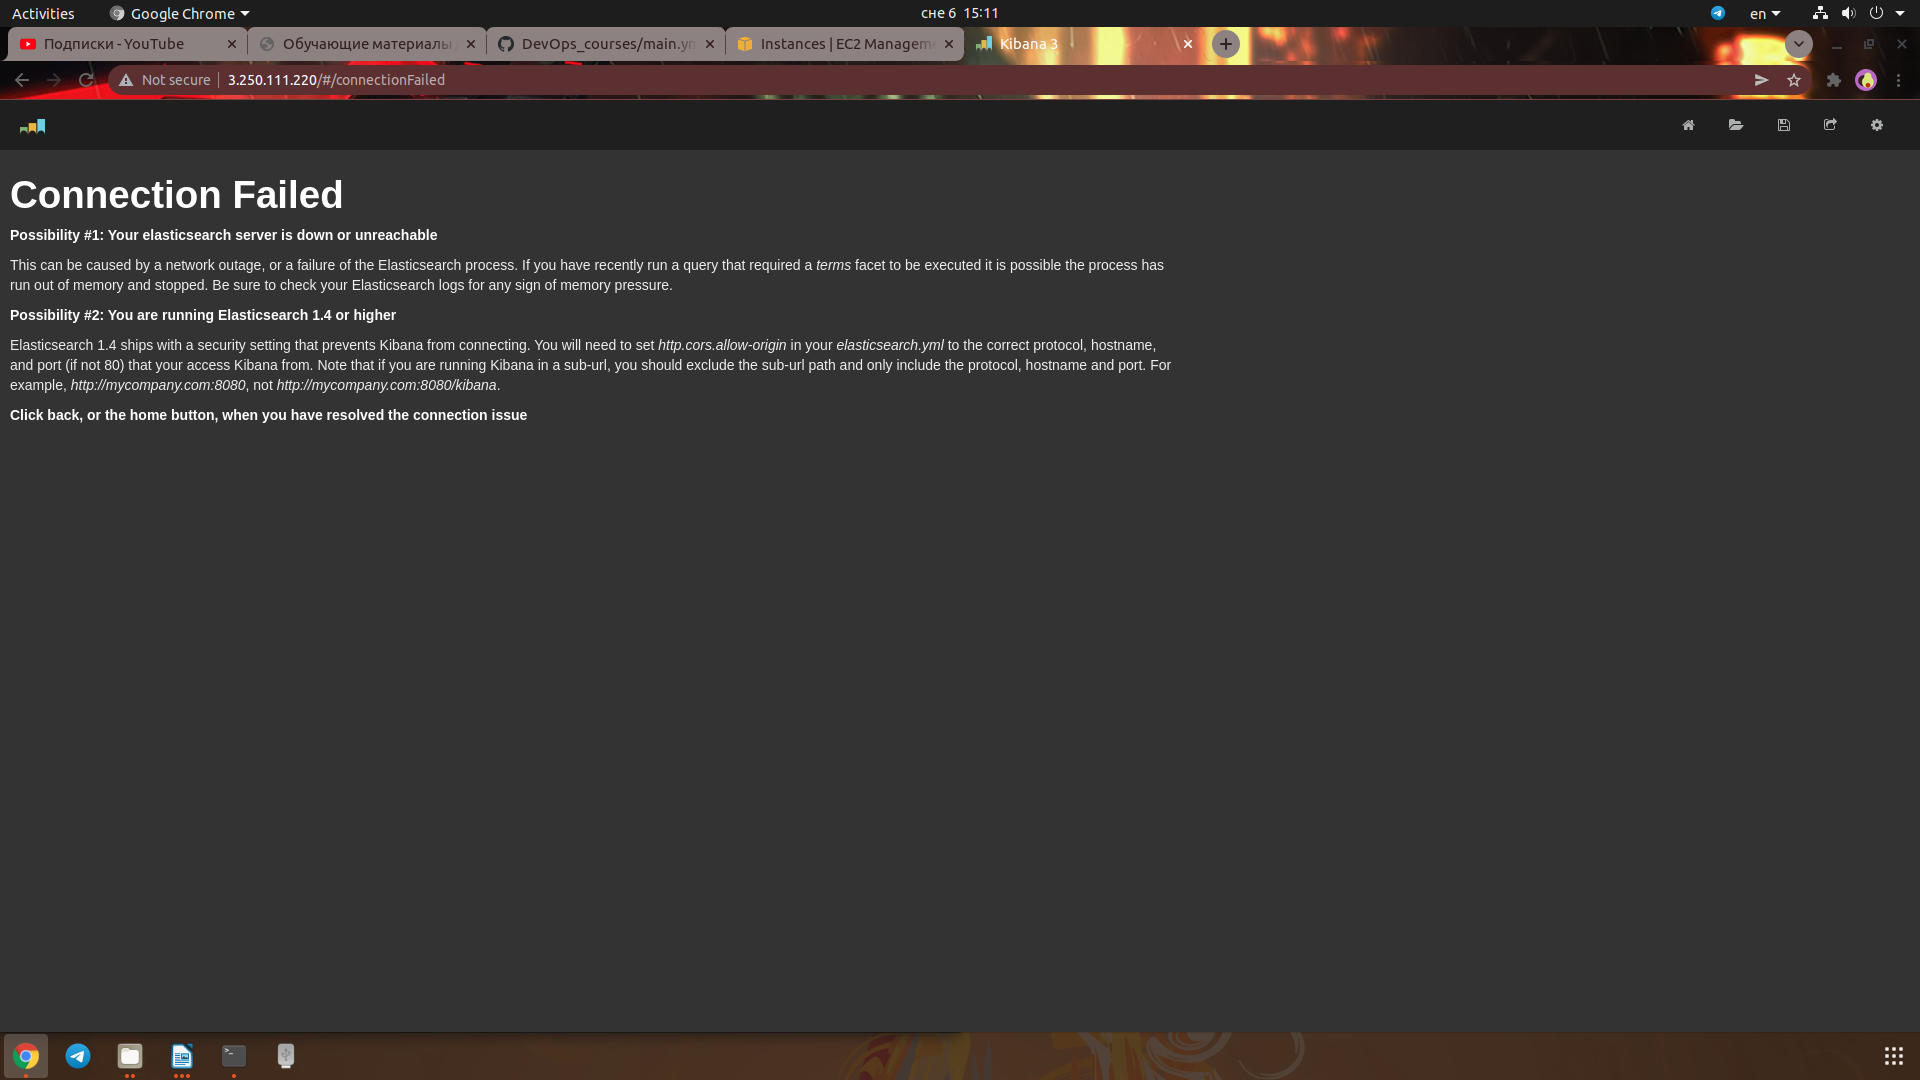 Activities
Google Chrome
сне 6 15:11
en
Подписки - YouTube
Обучающие материалы
DevOps_courses/main.ym
Instances | EC2 Manageme
Kibana 3
Not secure
3.250.111.220/#/connectionFailed
Connection Failed
Possibility #1: Your elasticsearch server is down or unreachable
This can be caused by a network outage, or a failure of the Elasticsearch process. If you have recently run a query that required a terms facet to be executed it is possible the process has
run out of memory and stopped. Be sure to check your Elasticsearch logs for any sign of memory pressure.
Possibility #2: You are running Elasticsearch 1.4 or higher
Elasticsearch 1.4 ships with a security setting that prevents Kibana from connecting. You will need to set http.cors.allow-origin in your elasticsearch.yml to the correct protocol, hostname,
and port (if not 80) that your access Kibana from. Note that if you are running Kibana in a sub-url, you should exclude the sub-url path and only include the protocol, hostname and port. For
example, http://mycompany.com:8080, not http://mycompany.com:8080/kibana.
Click back, or the home button, when you have resolved the connection issue